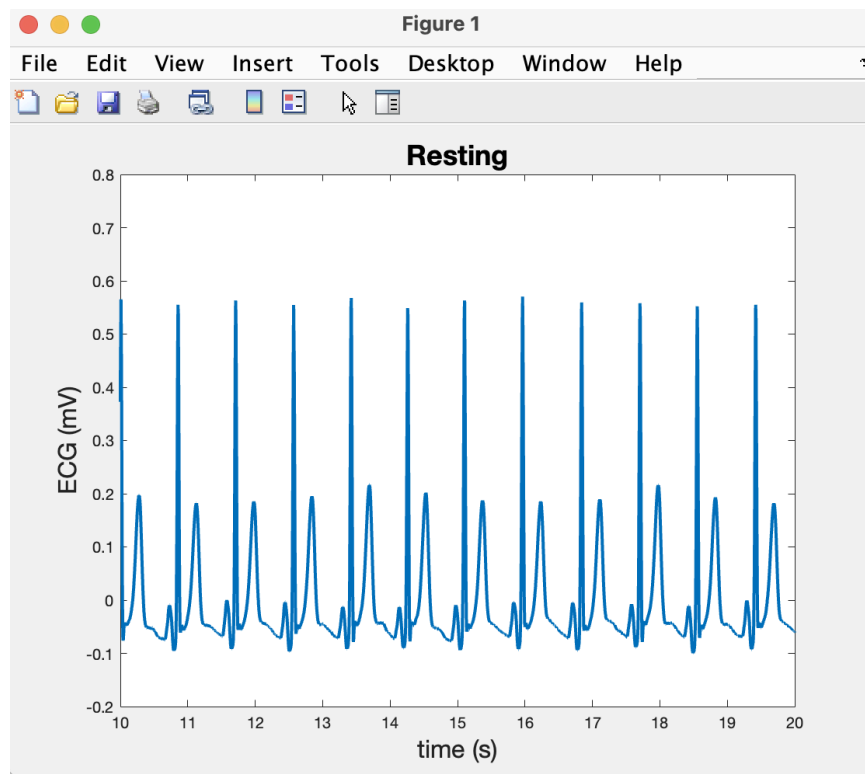 Figure 1
File Edit View Insert Tools Desktop Window Help
Resting
0.8
0.7
0.6
0.5
0.4
0.3
0.2
0.1
0
-0.1
-0.2
ECG (mV)
10 11 12 13 14 15 16 17 18 19 20
time (s)